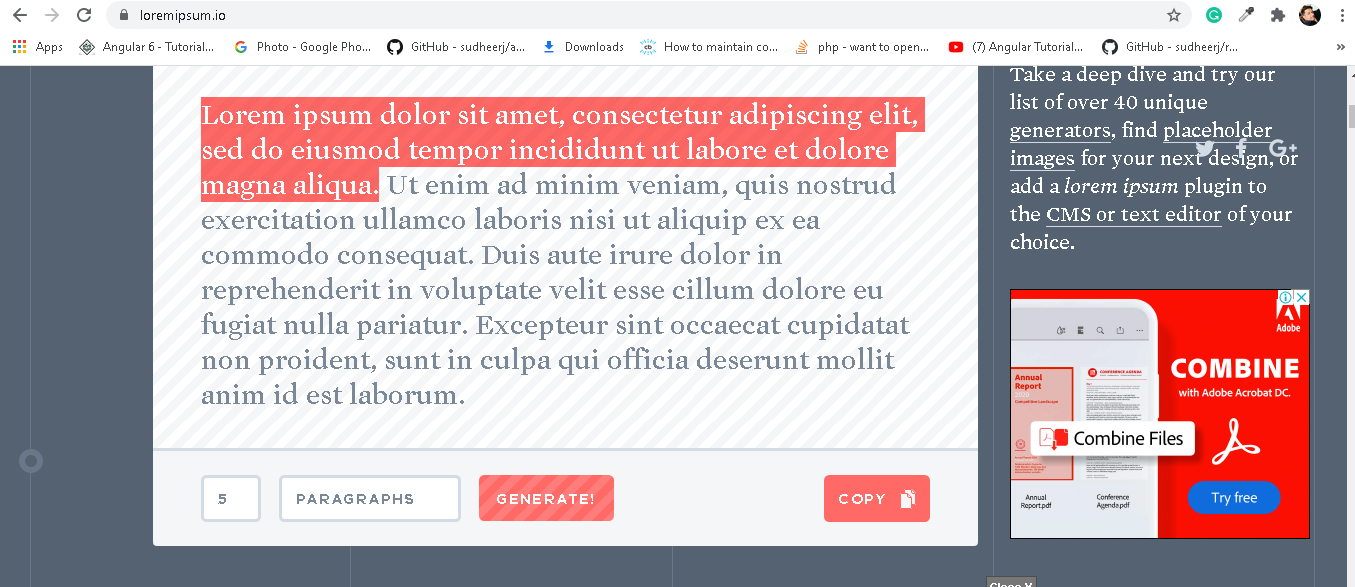 loremipsum.io
Apps
Angular 6 - Tutorial...
Photo - Google Pho...
GitHub - sudheerj/a...
Downloads
How to maintain co...
php - want to open...
(7) Angular Tutorial...
GitHub - sudheerj/r...
»
Lorem ipsum dolor sit amet, consectetur adipiscing elit,
sed do eiusmod tempor incididunt ut labore et dolore
magna aliqua. Ut enim ad minim veniam, quis nostrud
exercitation ullamco laboris nisi ut aliquip ex ea
commodo consequat. Duis aute irure dolor in
reprehenderit in voluptate velit esse cillum dolore eu
fugiat nulla pariatur. Excepteur sint occaecat cupidatat
non proident, sunt in culpa qui officia deserunt mollit
anim id est laborum.
5
PARAGRAPHS
GENERATE!
COPY
Take a deep dive and try our
list of over 40 unique
generators, find placeholder
images for your next design, or
add a lorem ipsum plugin to
the CMS or text editor of your
choice.
Adobe
COMBINE
with Adobe Acrobat DC.
Annual
Report
2020
Competitive Landscape
CONFERENCE AGENDA
Combine Files
Annual
Report.pdf
Conference
Agenda.pdf
Try free
Close X